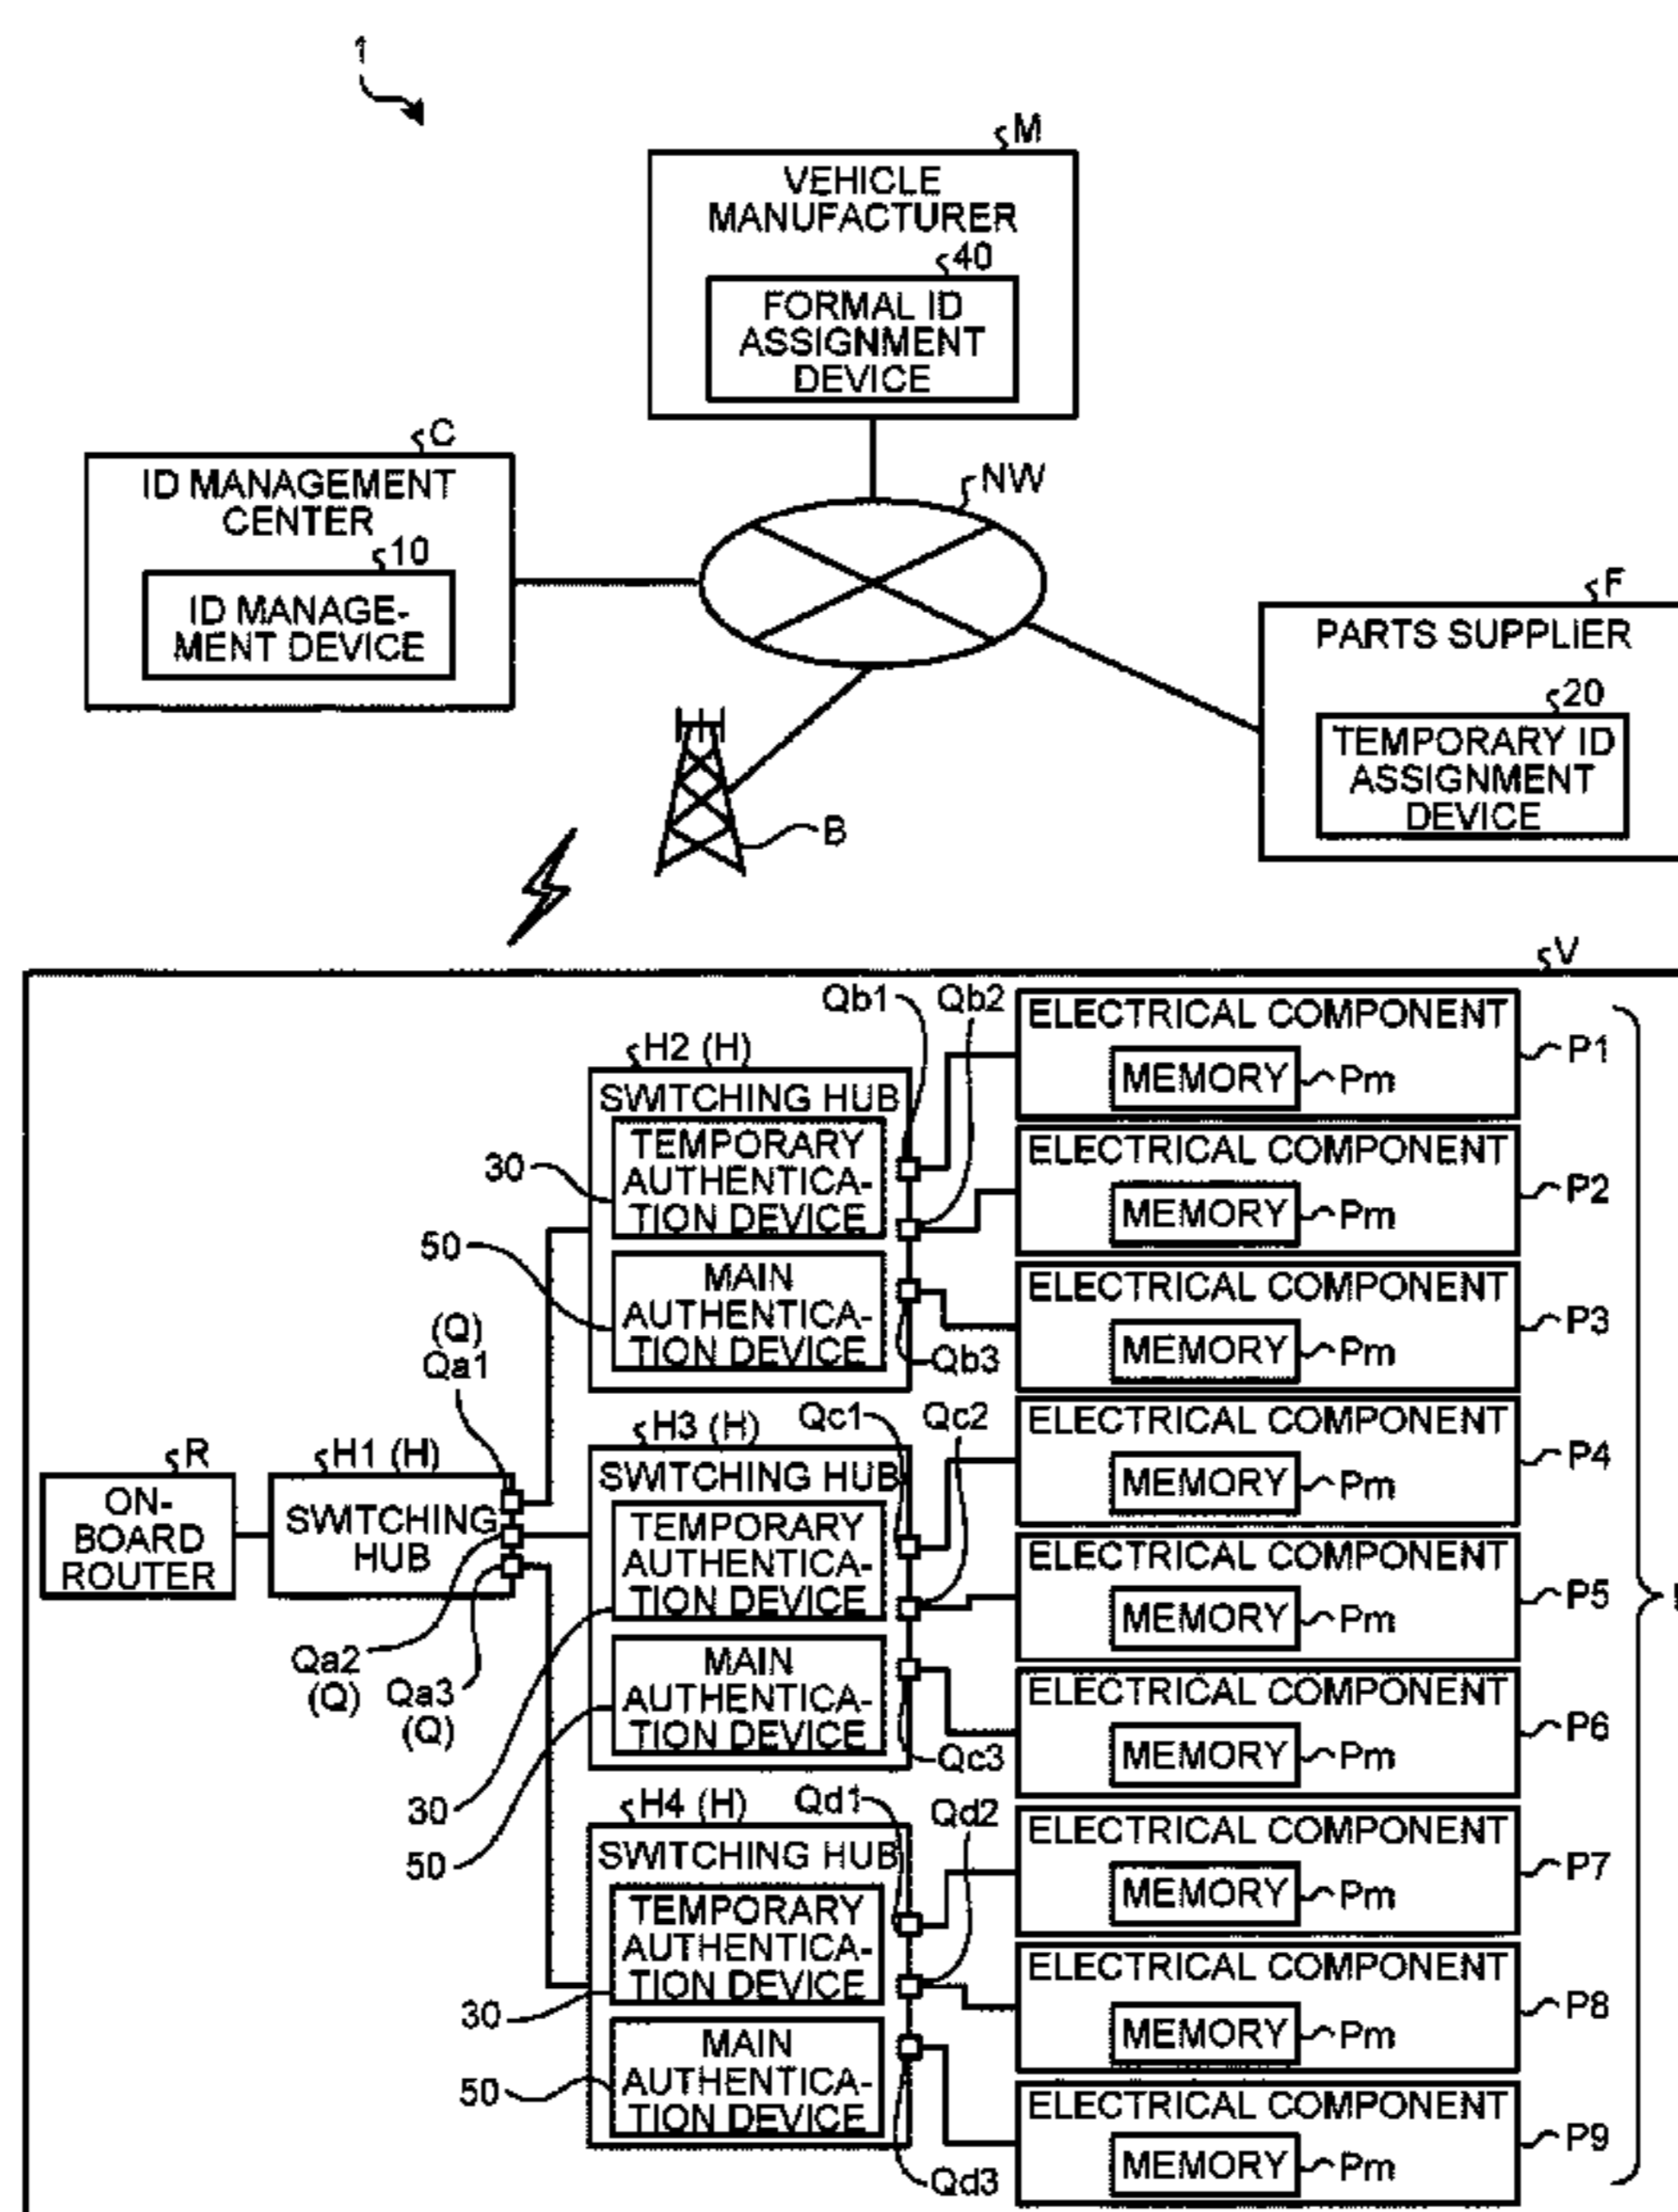 1
M
VEHICLE
MANUFACTURER
40
FORMAL ID
ASSIGNMENT
DEVICE
C
ID MANAGEMENT
CENTER
10
ID MANAGE-
MENT DEVICE
NW
F
PARTS SUPPLIER
20
TEMPORARY ID
ASSIGNMENT
DEVICE
B
V
R
ON-
BOARD
ROUTER
H1 (H)
SWITCHING
HUB
(Q)
Qa1
Qa2
(Q)
Qa3
(Q)
H2 (H)
SWITCHING HUB
30
TEMPORARY
AUTHENTICA-
TION DEVICE
50
MAIN
AUTHENTICA-
TION DEVICE
Qb1
Qb2
Qb3
H3 (H)
SWITCHING HUB
TEMPORARY
AUTHENTICA-
TION DEVICE
30
MAIN
AUTHENTICA-
TION DEVICE
50
Qc1
Qc2
Qc3
H4 (H)
SWITCHING HUB
TEMPORARY
AUTHENTICA-
TION DEVICE
30
MAIN
AUTHENTICA-
TION DEVICE
50
Qd1
Qd2
Qd3
ELECTRICAL COMPONENT
MEMORY Pm
P1
ELECTRICAL COMPONENT
MEMORY Pm
P2
ELECTRICAL COMPONENT
MEMORY Pm
P3
ELECTRICAL COMPONENT
MEMORY Pm
P4
ELECTRICAL COMPONENT
MEMORY Pm
P5
ELECTRICAL COMPONENT
MEMORY Pm
P6
ELECTRICAL COMPONENT
MEMORY Pm
P7
ELECTRICAL COMPONENT
MEMORY Pm
P8
ELECTRICAL COMPONENT
MEMORY Pm
P9